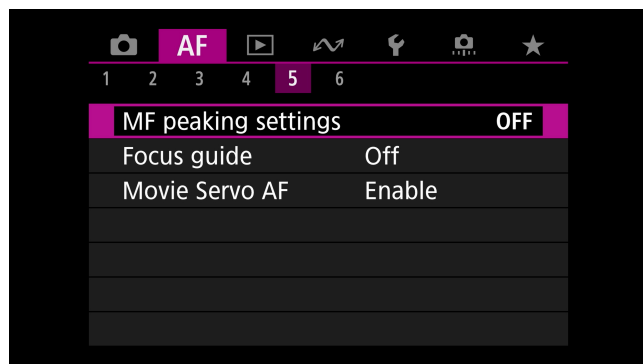 AF
1 2 3 4 5 6
MF peaking settings OFF
Focus guide Off
Movie Servo AF Enable